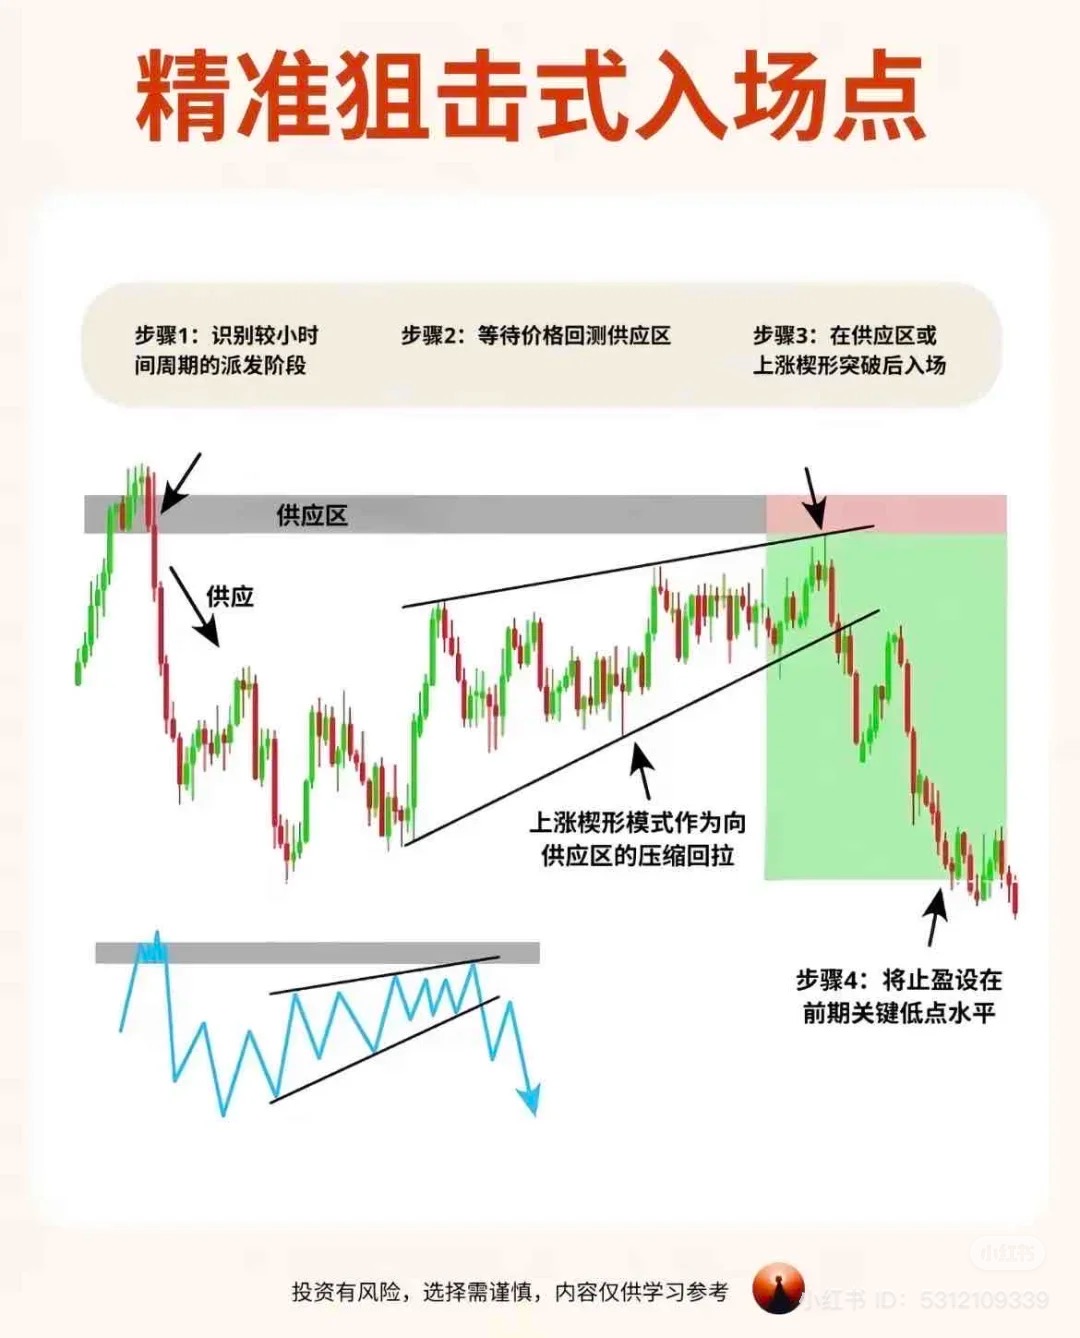 精准狙击式入场点
步骤1：识别较小时
间周期的派发阶段
步骤2：等待价格回测供应区
步骤3：在供应区或
上涨楔形突破后入场
供应区
供应
上涨楔形模式作为向
供应区的压缩回拉
步骤4：将止盈设在
前期关键低点水平
小红书
投资有风险，选择需谨慎，内容仅供学习参考
小红书 ID：5312109339